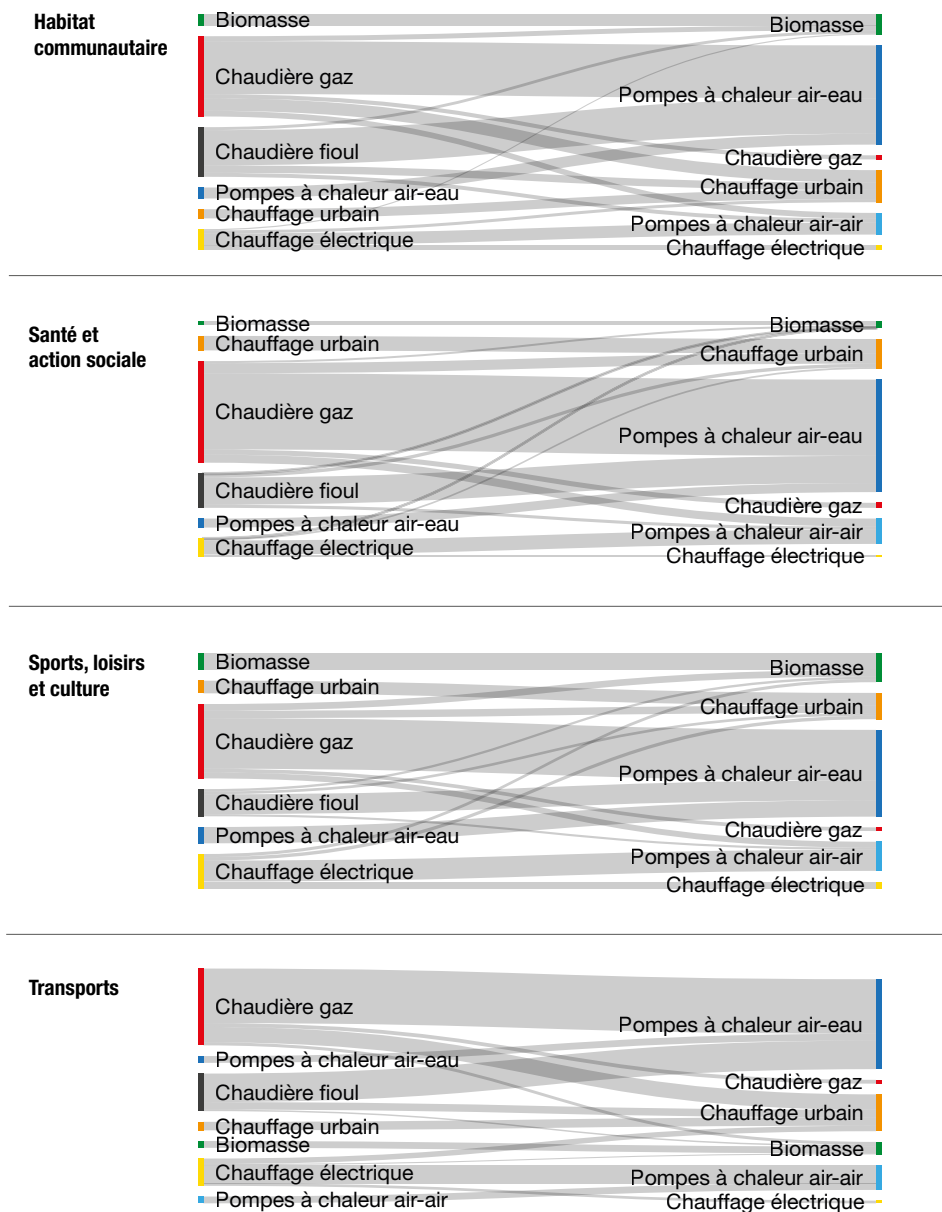 Habitat
communautaire
Biomasse
Chaudière gaz
Chaudière fioul
Pompes à chaleur air-eau
Chauffage urbain
Chauffage électrique
Biomasse
Pompes à chaleur air-eau
Chaudière gaz
Chauffage urbain
Pompes à chaleur air-air
Chauffage électrique
Santé et
action sociale
Biomasse
Chauffage urbain
Chaudière gaz
Chaudière fioul
Pompes à chaleur air-eau
Chauffage électrique
Biomasse
Chauffage urbain
Pompes à chaleur air-eau
Chaudière gaz
Pompes à chaleur air-air
Chauffage électrique
Sports, loisirs
et culture
Biomasse
Chauffage urbain
Chaudière gaz
Chaudière fioul
Pompes à chaleur air-eau
Chauffage électrique
Biomasse
Chauffage urbain
Pompes à chaleur air-eau
Chaudière gaz
Pompes à chaleur air-air
Chauffage électrique
Transports
Chaudière gaz
Pompes à chaleur air-eau
Chaudière fioul
Chauffage urbain
Biomasse
Chauffage électrique
Pompes à chaleur air-air
Pompes à chaleur air-eau
Chaudière gaz
Chauffage urbain
Biomasse
Pompes à chaleur air-air
Chauffage électrique